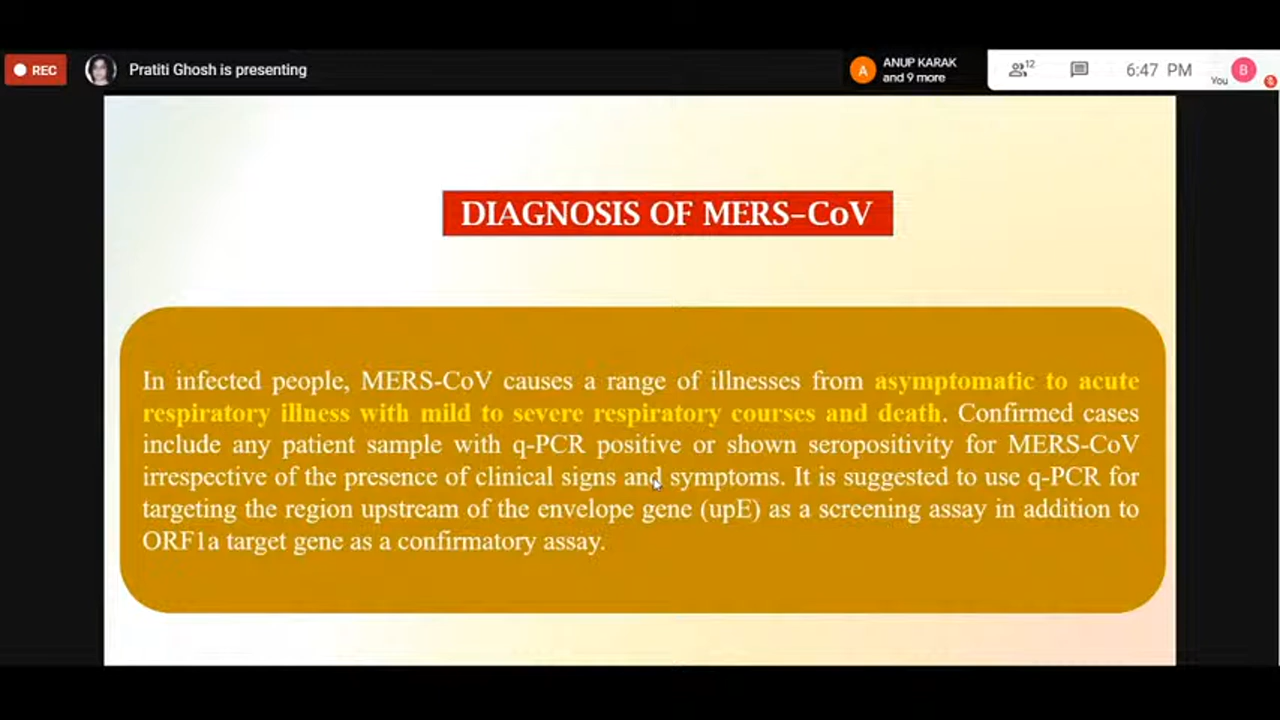 REC
Pratiti Ghosh is presenting
A
ANUP KARAK
and 9 more
12
6:47 PM
You
B
DIAGNOSIS OF MERS-CoV
In infected people, MERS-CoV causes a range of illnesses from asymptomatic to acute
respiratory illness with mild to severe respiratory courses and death. Confirmed cases
include any patient sample with q-PCR positive or shown seropositivity for MERS-CoV
irrespective of the presence of clinical signs and symptoms. It is suggested to use q-PCR for
targeting the region upstream of the envelope gene (upE) as a screening assay in addition to
ORF1a target gene as a confirmatory assay.